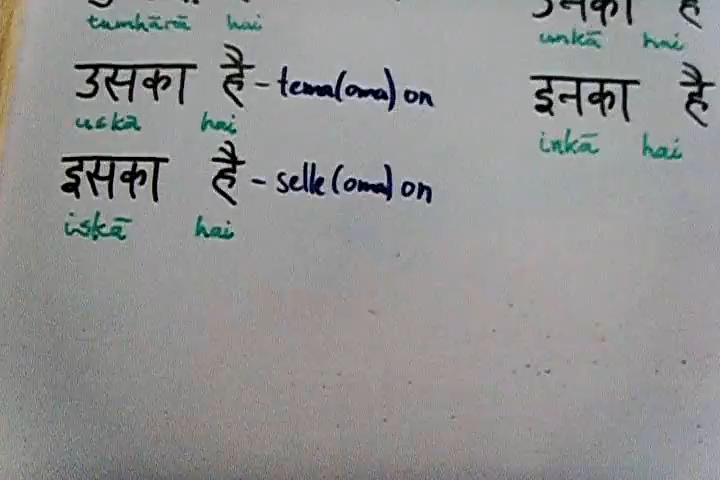 tumhārā hai
उसका है - tema (oma) on
uskā hai
इसका है - selle (oma) on
iskā hai
उनका है
unkā hai
इनका है
inkā hai